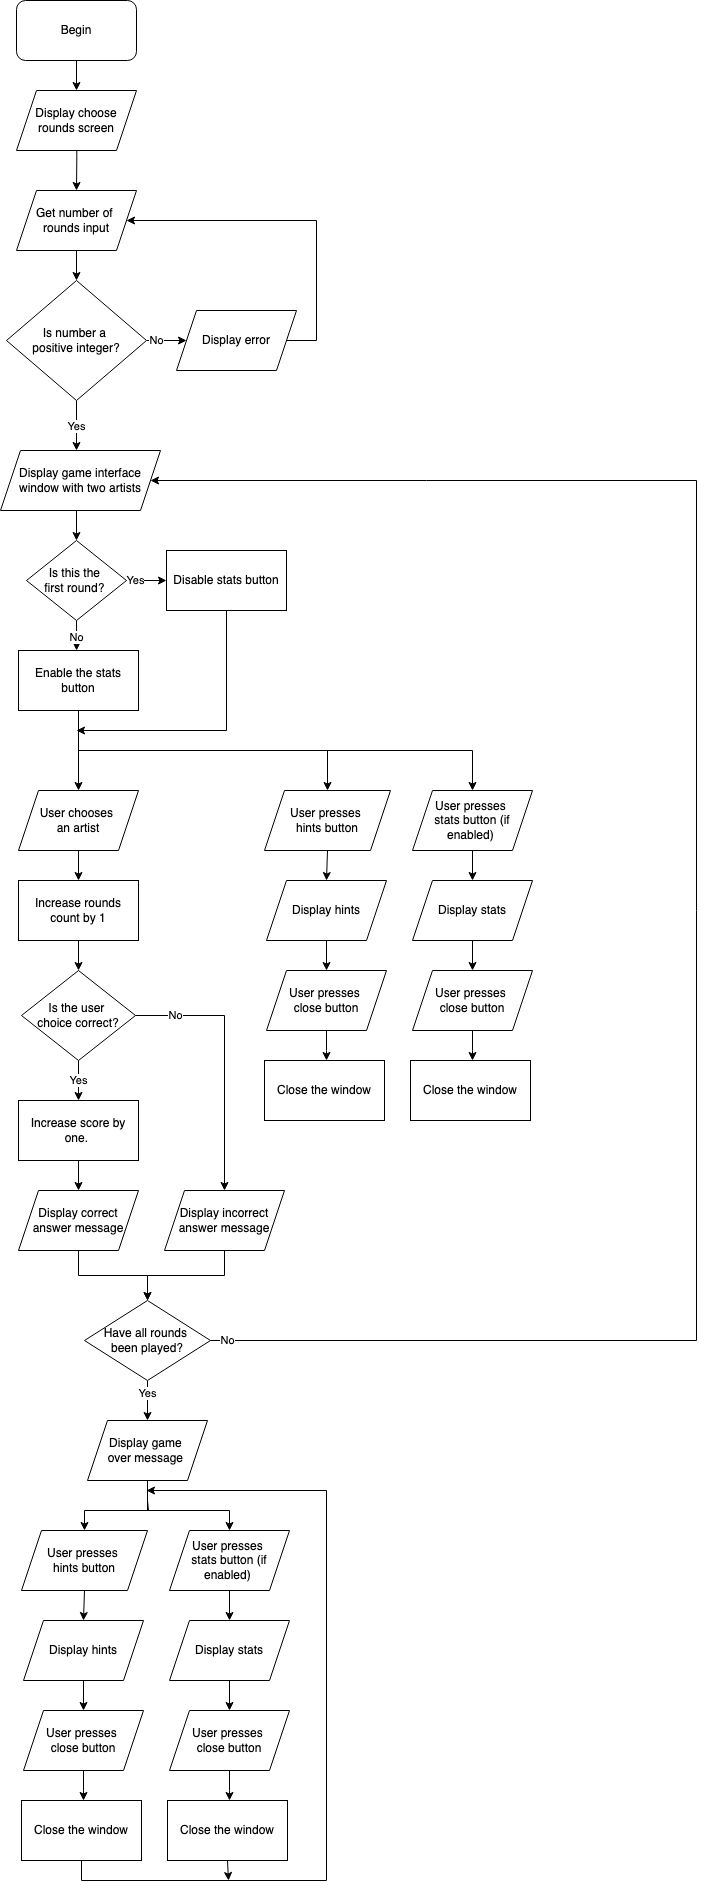 Begin
Display choose
rounds screen
Get number of
rounds input
Is number a
positive integer?
No
Display error
Yes
Display game interface
window with two artists
Is this the
first round?
Yes
Disable stats button
No
Enable the stats
button
User chooses
an artist
User presses
hints button
User presses
stats button (if
enabled)
Increase rounds
count by 1
Display hints
Display stats
Is the user
choice correct?
No
User presses
close button
User presses
close button
Yes
Close the window
Close the window
Increase score by
one.
Display correct
answer message
Display incorrect
answer message
Have all rounds
been played?
No
Yes
Display game
over message
User presses
hints button
User presses
stats button (if
enabled)
Display hints
Display stats
User presses
close button
User presses
close button
Close the window
Close the window